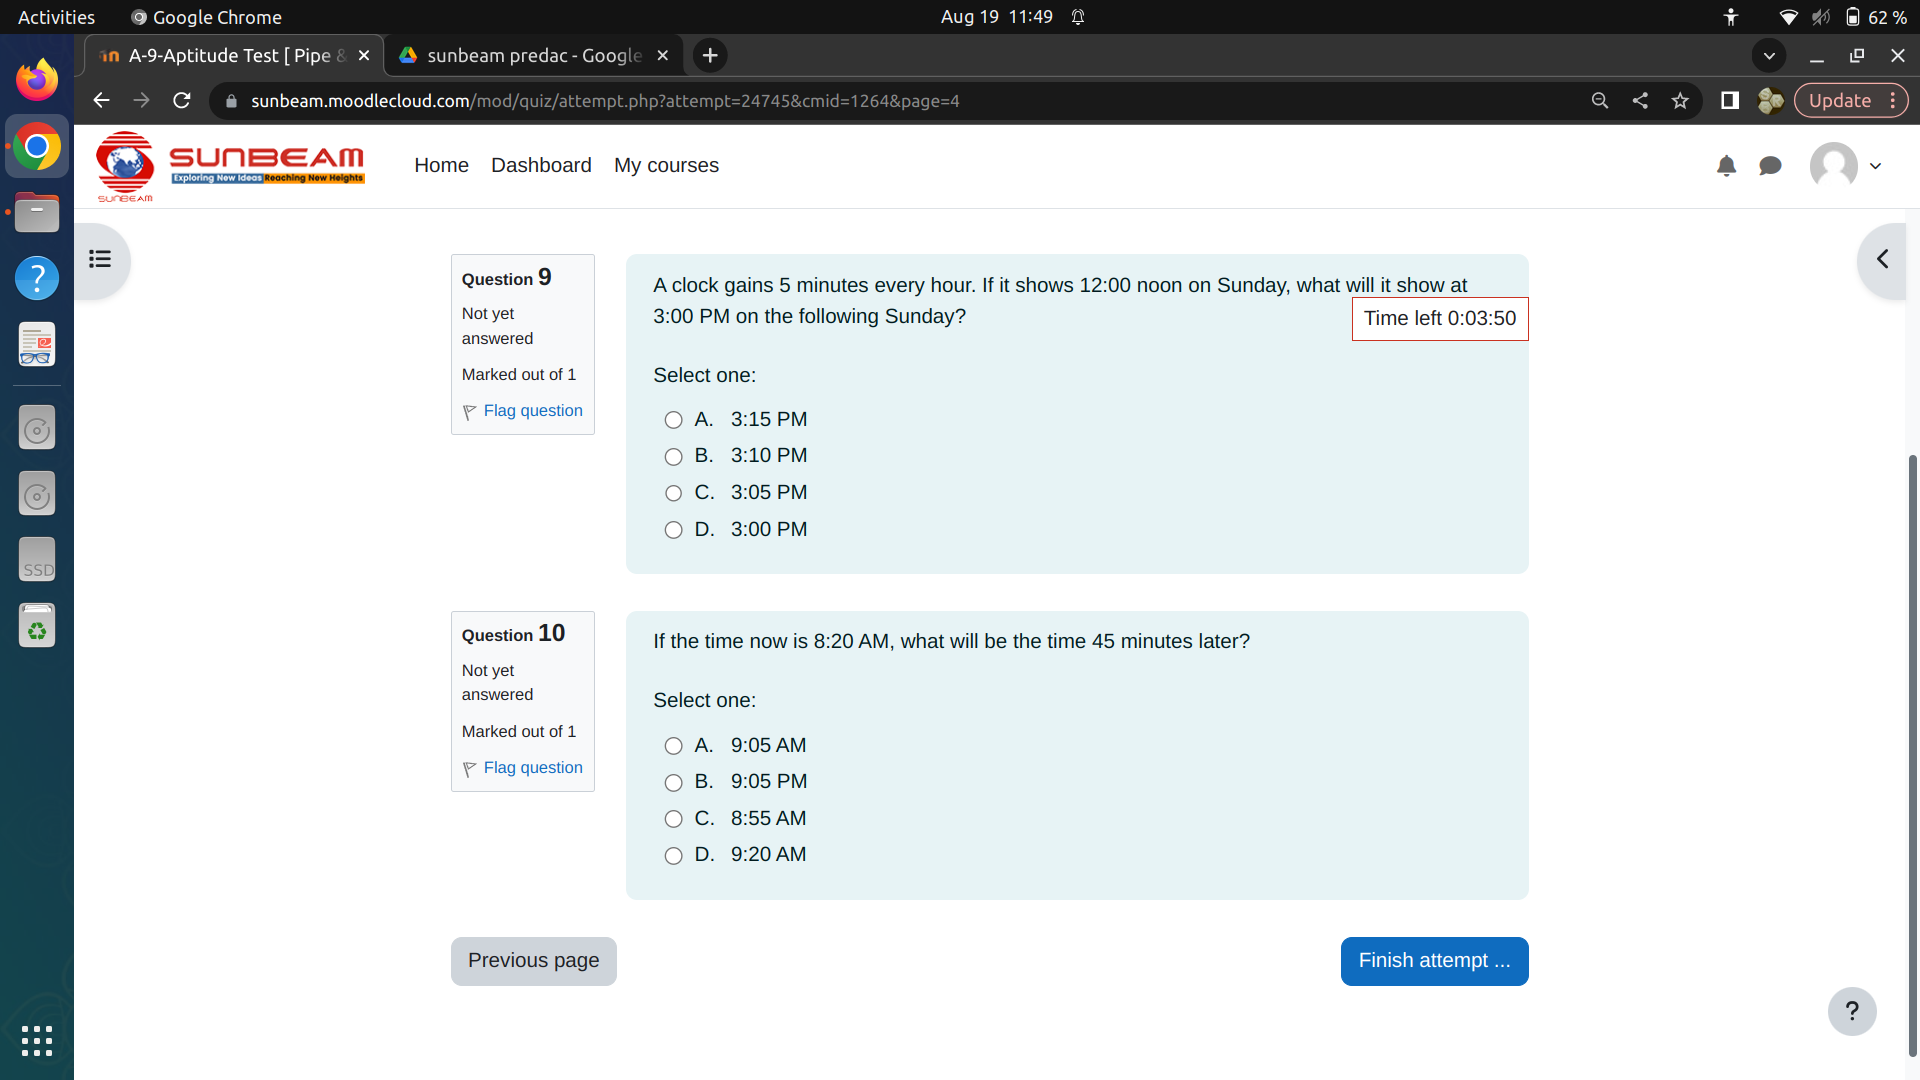 Activities
Google Chrome
Aug 19 11:49
62 %
A-9-Aptitude Test [ Pipe &
sunbeam predac - Google
sunbeam.moodlecloud.com/mod/quiz/attempt.php?attempt=24745&cmid=1264&page=4
Update
SUNBEAM
Exploring New Ideas Reaching New Heights
SUNBEAM
Home
Dashboard
My courses
Question 9
Not yet
answered
Marked out of 1
Flag question
A clock gains 5 minutes every hour. If it shows 12:00 noon on Sunday, what will it show at
3:00 PM on the following Sunday?
Time left 0:03:50
Select one:
A. 3:15 PM
B. 3:10 PM
C. 3:05 PM
D. 3:00 PM
Question 10
Not yet
answered
Marked out of 1
Flag question
If the time now is 8:20 AM, what will be the time 45 minutes later?
Select one:
A. 9:05 AM
B. 9:05 PM
C. 8:55 AM
D. 9:20 AM
Previous page
Finish attempt ...
?
SSD
?